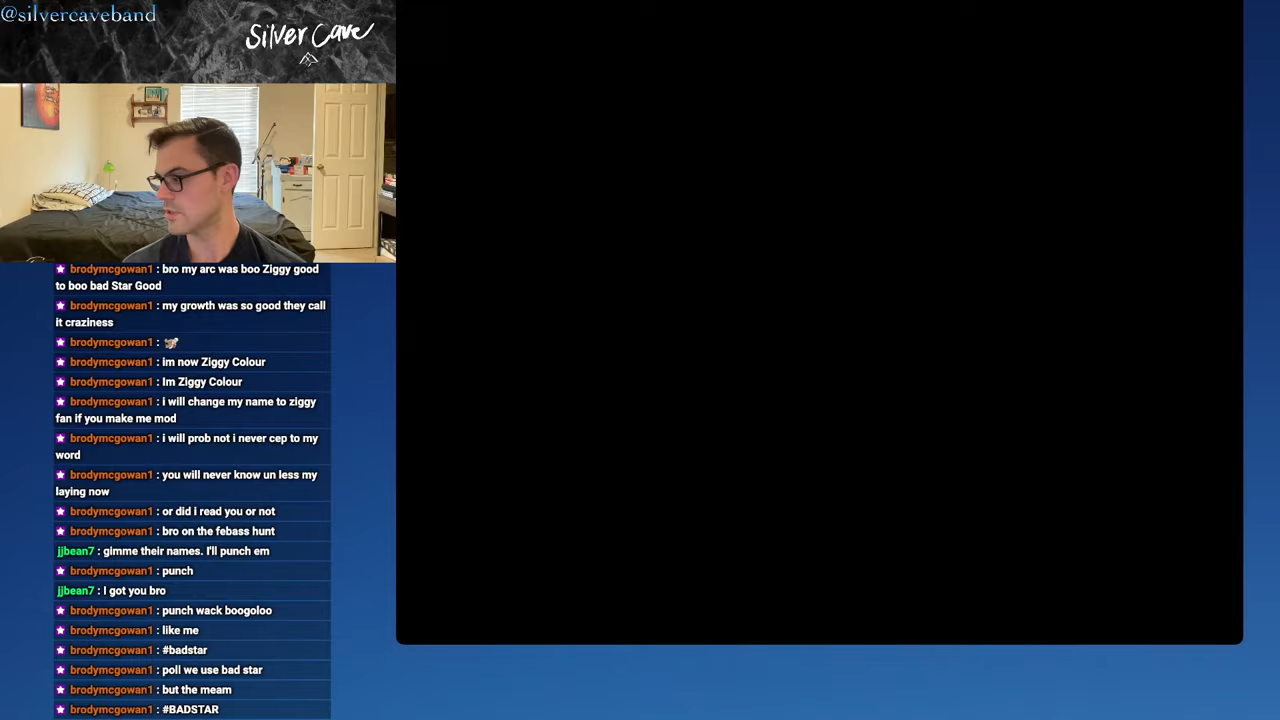 @silvercaveband
Silver Cave
brodymcgowan1 : bro my arc was boo Ziggy good
to boo bad Star Good
brodymcgowan1 : my growth was so good they call
it craziness
brodymcgowan1 :
brodymcgowan1 : im now Ziggy Colour
brodymcgowan1 : Im Ziggy Colour
brodymcgowan1 : i will change my name to ziggy
fan if you make me mod
brodymcgowan1 : i will prob not i never cep to my
word
brodymcgowan1 : you will never know un less my
laying now
brodymcgowan1 : or did i read you or not
brodymcgowan1 : bro on the febass hunt
jjbean7 : gimme their names. I'll punch em
brodymcgowan1 : punch
jjbean7 : I got you bro
brodymcgowan1 : punch wack boogoloo
brodymcgowan1 : like me
brodymcgowan1 : #badstar
brodymcgowan1 : poll we use bad star
brodymcgowan1 : but the meam
brodymcgowan1 : #BADSTAR